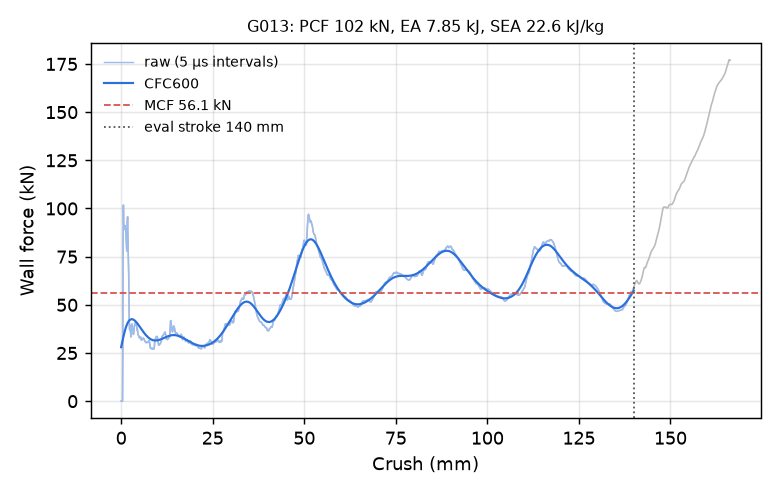 G013: PCF 102 kN, EA 7.85 kJ, SEA 22.6 kJ/kg
raw (5 µs intervals)
CFC600
MCF 56.1 kN
eval stroke 140 mm
Wall force (kN)
175
150
125
100
75
50
25
0
0 25 50 75 100 125 150
Crush (mm)